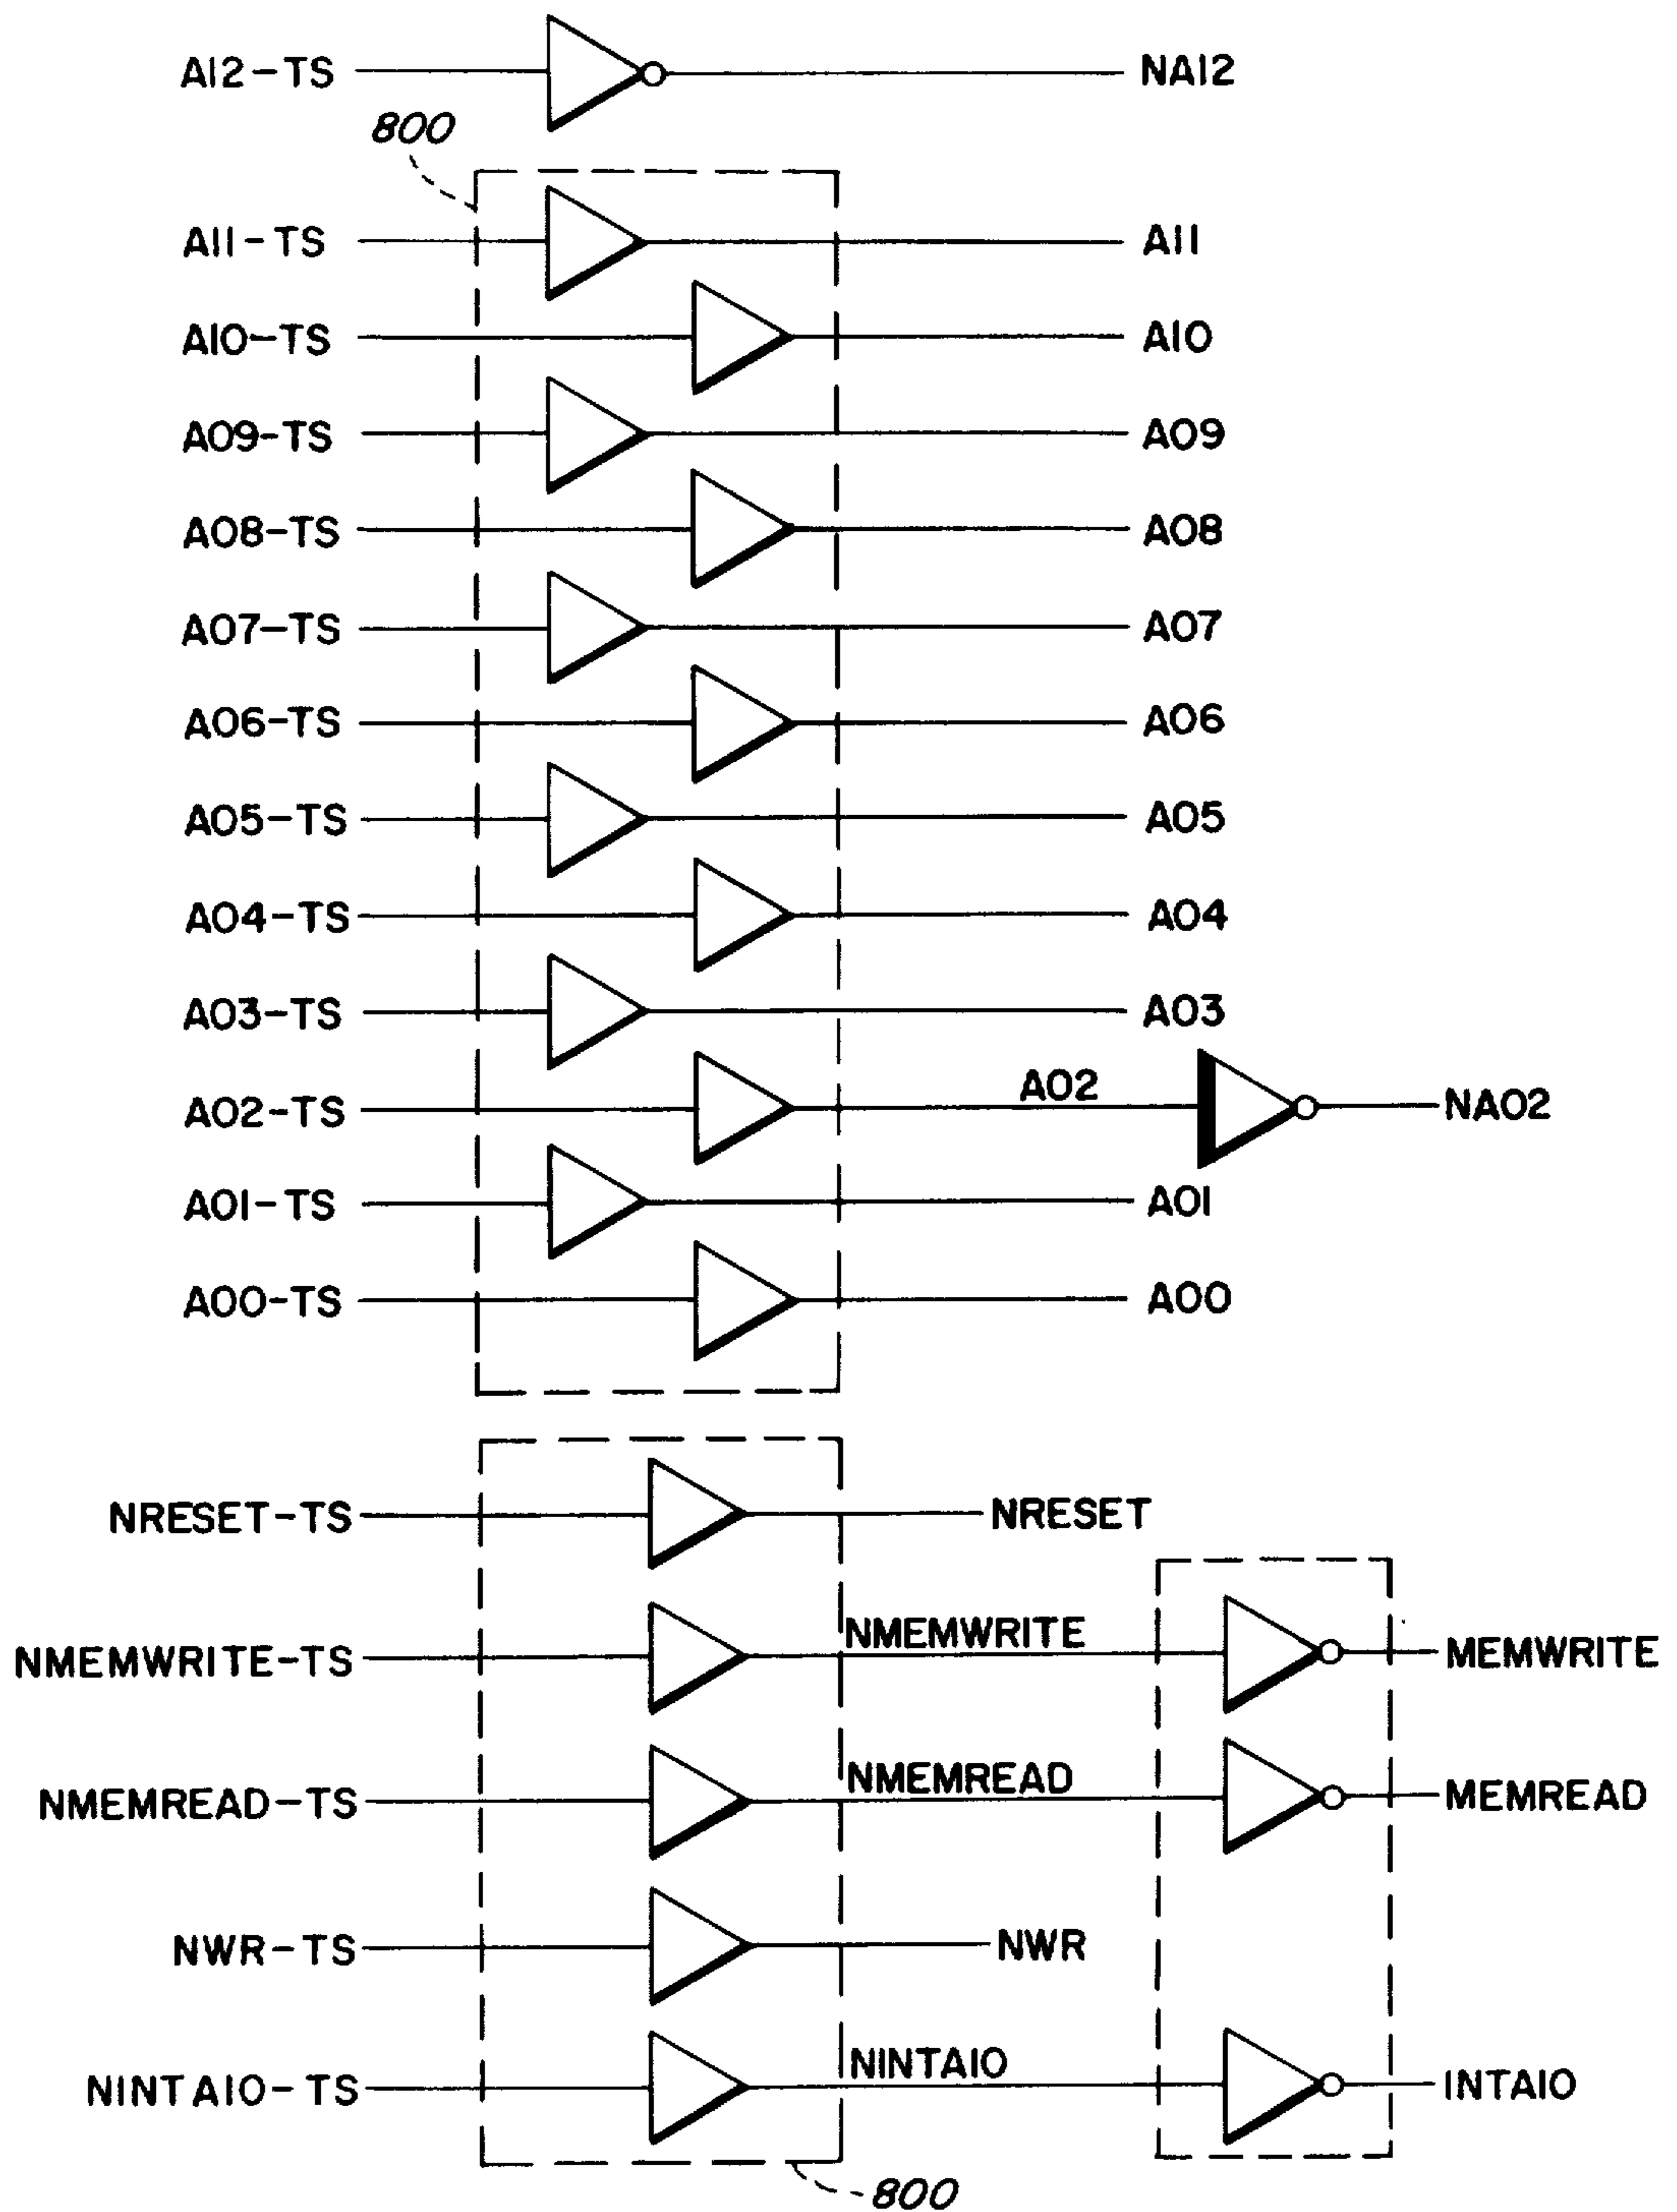 A12-TS NA12
800
A11-TS A11
A10-TS A10
A09-TS A09
A08-TS A08
A07-TS A07
A06-TS A06
A05-TS A05
A04-TS A04
A03-TS A03
A02-TS A02 NA02
A01-TS A01
A00-TS A00
NRESET-TS NRESET
NMEMWRITE-TS NMEMWRITE MEMWRITE
NMEMREAD-TS NMEMREAD MEMREAD
NWR-TS NWR
NINTAIO-TS NINTAIO INTAIO
800